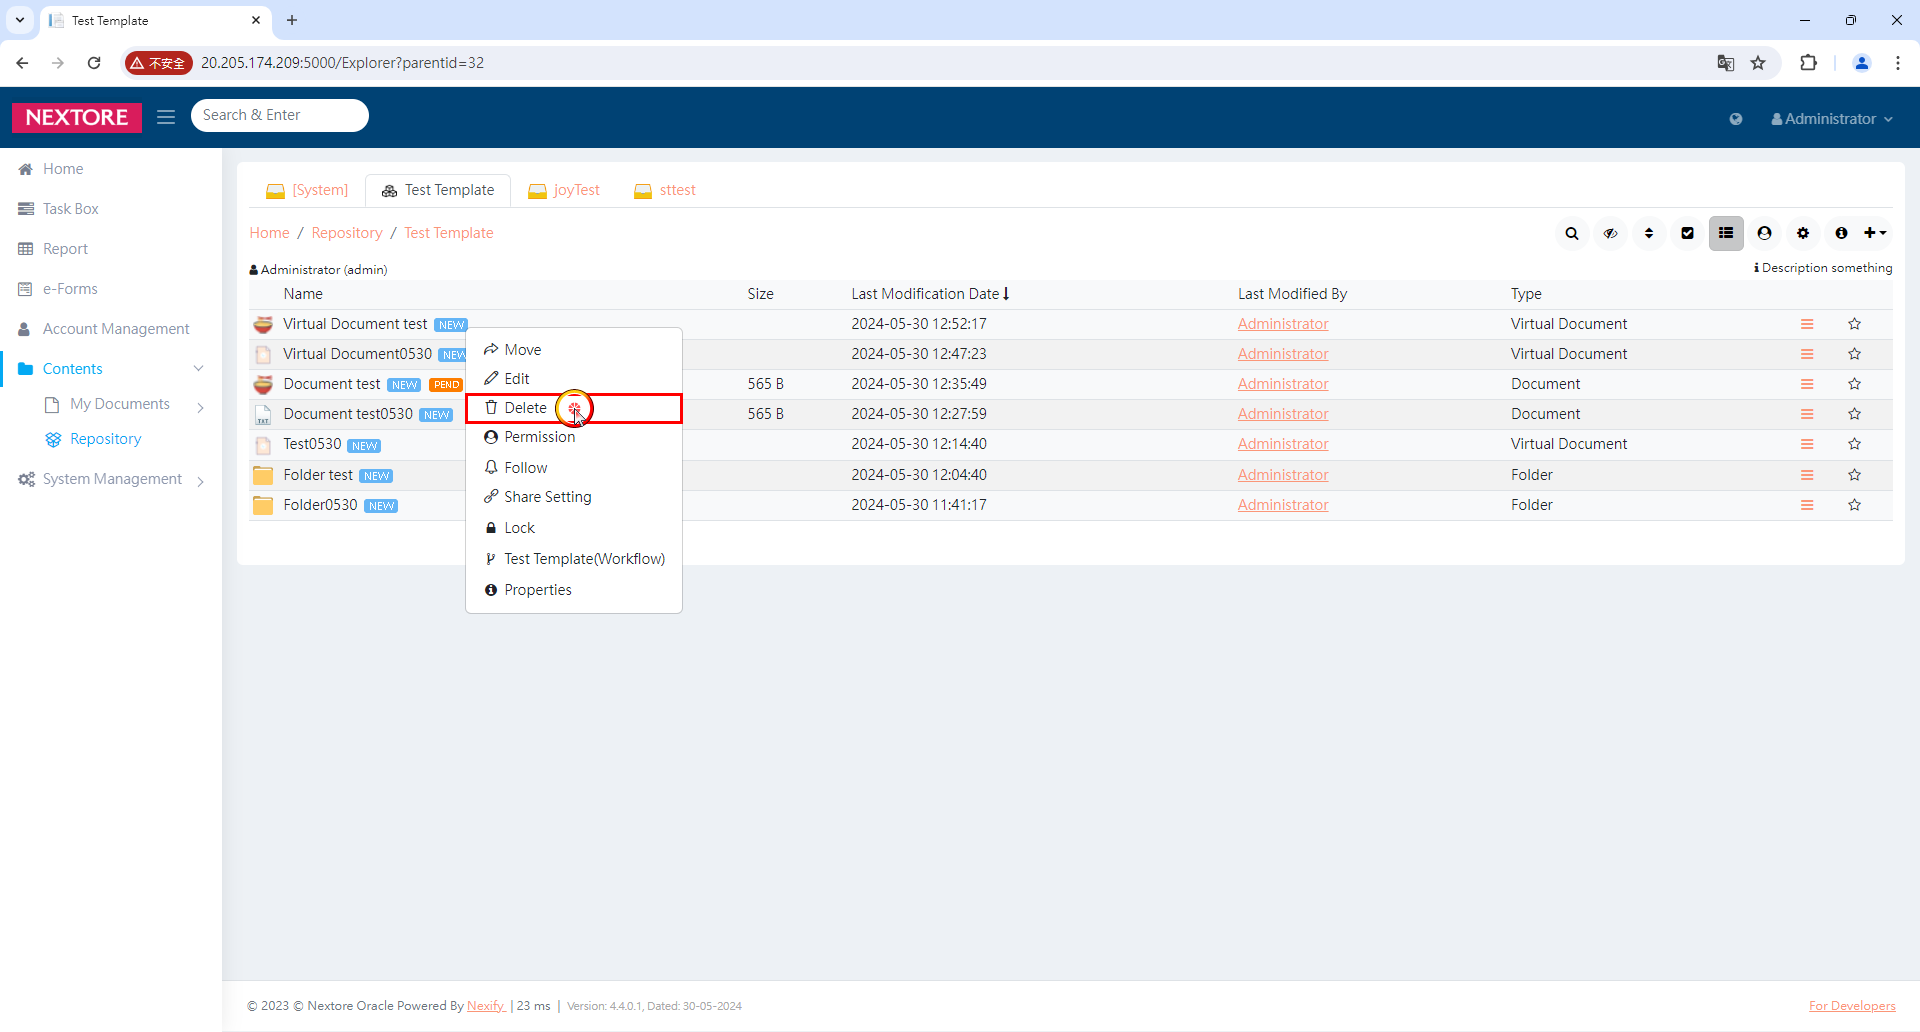 Test Template
不安全 20.205.174.209:5000/Explorer?parentid=32
NEXTORE Search & Enter Administrator
Home
Task Box
Report
e-Forms
Account Management
Contents
My Documents
Repository
System Management
[System] Test Template joyTest sttest
Home / Repository / Test Template
Administrator (admin) Description something
Name Size Last Modification Date Last Modified By Type
Virtual Document test NEW 2024-05-30 12:52:17 Administrator Virtual Document
Virtual Document0530 NEW 2024-05-30 12:47:23 Administrator Virtual Document
Document test NEW PEND 565 B 2024-05-30 12:35:49 Administrator Document
TXT Document test0530 NEW 565 B 2024-05-30 12:27:59 Administrator Document
Test0530 NEW 2024-05-30 12:14:40 Administrator Virtual Document
Folder test NEW 2024-05-30 12:04:40 Administrator Folder
Folder0530 NEW 2024-05-30 11:41:17 Administrator Folder
Move
Edit
Delete
Permission
Follow
Share Setting
Lock
Test Template(Workflow)
Properties
© 2023 © Nextore Oracle Powered By Nexify | 23 ms | Version: 4.4.0.1, Dated: 30-05-2024 For Developers